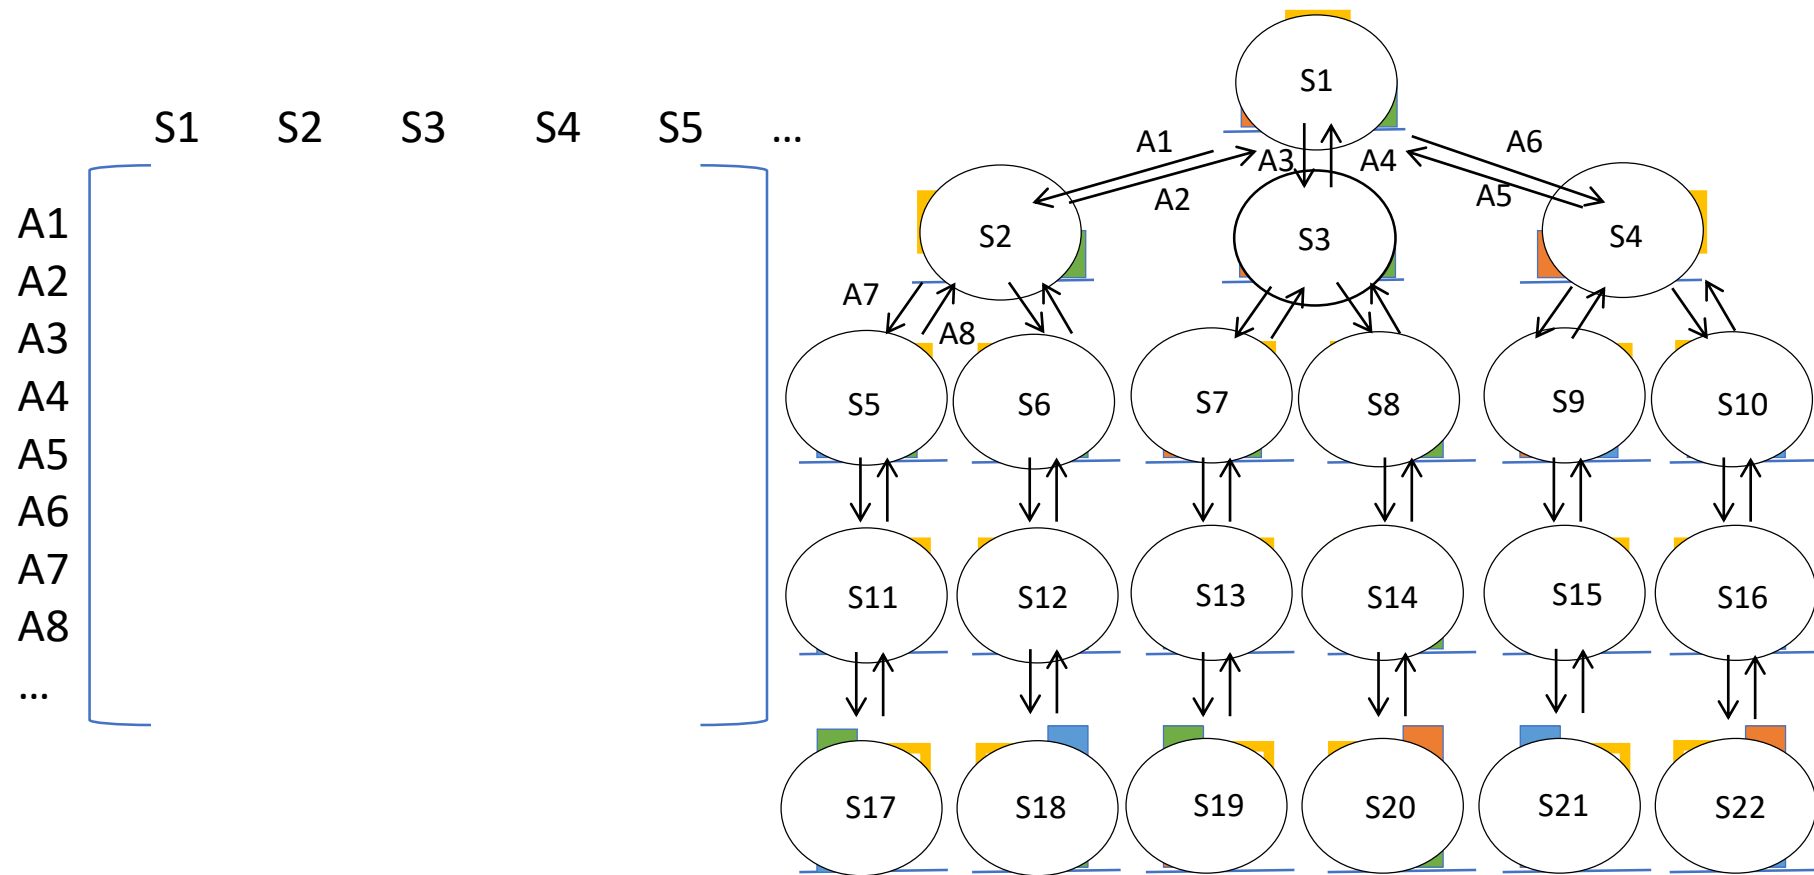 S1 S2 S3 S4 S5 ...
A1
A2
A3
A4
A5
A6
A7
A8
...
S1
A1 A3 A4 A6
A2 A5
S2 S3 S4
A7 A8
S5 S6 S7 S8 S9 S10
S11 S12 S13 S14 S15 S16
S17 S18 S19 S20 S21 S22